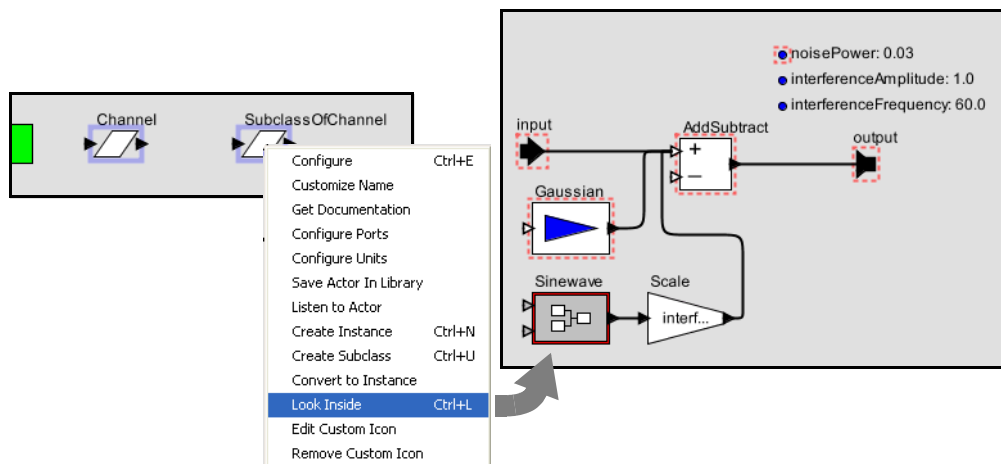 Channel
SubclassOfChannel
Configure Ctrl+E
Customize Name
Get Documentation
Configure Ports
Configure Units
Save Actor In Library
Listen to Actor
Create Instance Ctrl+N
Create Subclass Ctrl+U
Convert to Instance
Look Inside Ctrl+L
Edit Custom Icon
Remove Custom Icon
noisePower: 0.03
interferenceAmplitude: 1.0
interferenceFrequency: 60.0
input
AddSubtract
+
–
output
Gaussian
Sinewave
Scale
interf...